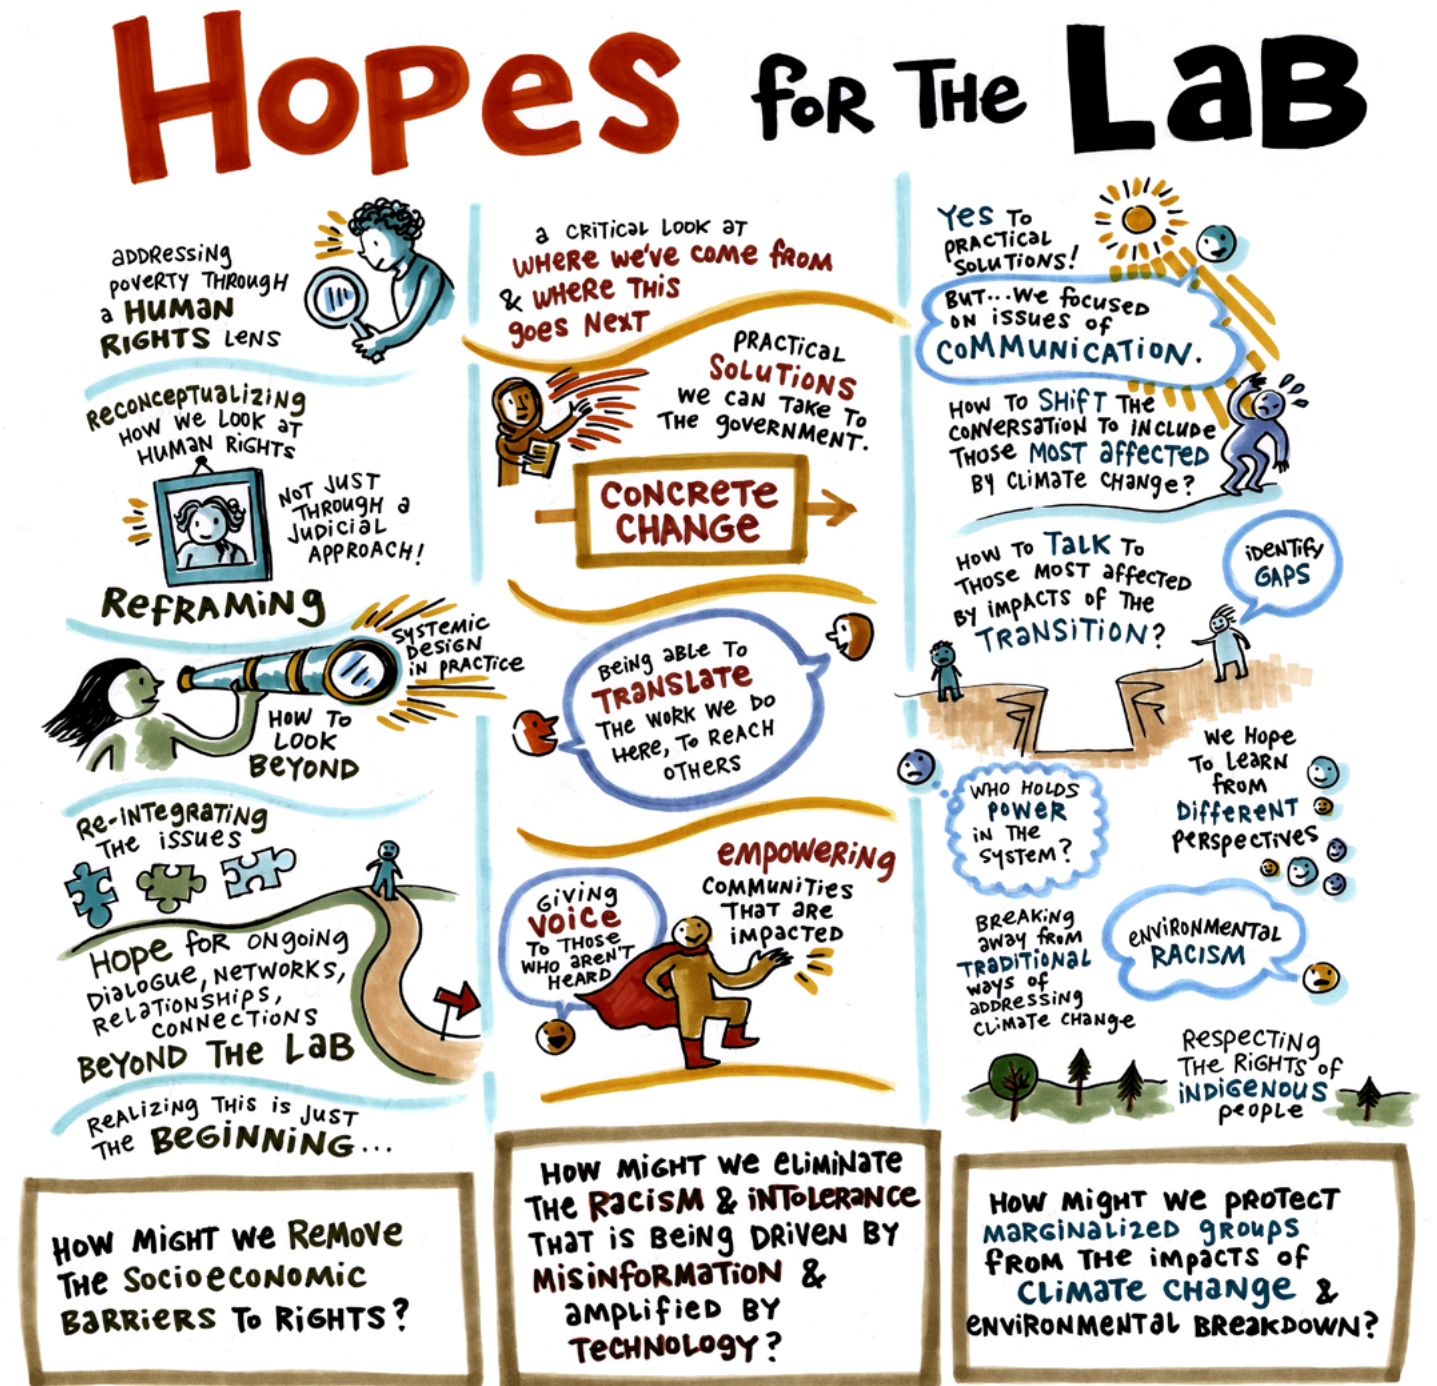 HOPES FOR THE LAB
ADDRESSING
POVERTY THROUGH
A HUMAN
RIGHTS LENS
RECONCEPTUALIZING
HOW WE LOOK AT
HUMAN RIGHTS
NOT JUST
THROUGH A
JUDICIAL
APPROACH!
REFRAMING
SYSTEMIC
DESIGN
IN PRACTICE
HOW TO
LOOK
BEYOND
RE-INTEGRATING
THE ISSUES
HOPE FOR ONGOING
DIALOGUE, NETWORKS,
RELATIONSHIPS,
CONNECTIONS
BEYOND THE LAB
REALIZING THIS IS JUST
THE BEGINNING...
HOW MIGHT WE REMOVE
THE SOCIOECONOMIC
BARRIERS TO RIGHTS?
A CRITICAL LOOK AT
WHERE WE'VE COME FROM
& WHERE THIS
GOES NEXT
PRACTICAL
SOLUTIONS
WE CAN TAKE TO
THE GOVERNMENT.
CONCRETE
CHANGE
BEING ABLE TO
TRANSLATE
THE WORK WE DO
HERE, TO REACH
OTHERS
EMPOWERING
COMMUNITIES
THAT ARE
IMPACTED
GIVING
VOICE
TO THOSE
WHO AREN'T
HEARD
HOW MIGHT WE ELIMINATE
THE RACISM & INTOLERANCE
THAT IS BEING DRIVEN BY
MISINFORMATION &
AMPLIFIED BY
TECHNOLOGY?
YES TO
PRACTICAL
SOLUTIONS!
BUT...WE FOCUSED
ON ISSUES OF
COMMUNICATION.
HOW TO SHIFT THE
CONVERSATION TO INCLUDE
THOSE MOST AFFECTED
BY CLIMATE CHANGE?
HOW TO TALK TO
THOSE MOST AFFECTED
BY IMPACTS OF THE
TRANSITION?
IDENTIFY
GAPS
WHO HOLDS
POWER
IN THE
SYSTEM?
WE HOPE
TO LEARN
FROM
DIFFERENT
PERSPECTIVES
BREAKING
AWAY FROM
TRADITIONAL
WAYS OF
ADDRESSING
CLIMATE CHANGE
ENVIRONMENTAL
RACISM
RESPECTING
THE RIGHTS OF
INDIGENOUS
PEOPLE
HOW MIGHT WE PROTECT
MARGINALIZED GROUPS
FROM THE IMPACTS OF
CLIMATE CHANGE &
ENVIRONMENTAL BREAKDOWN?